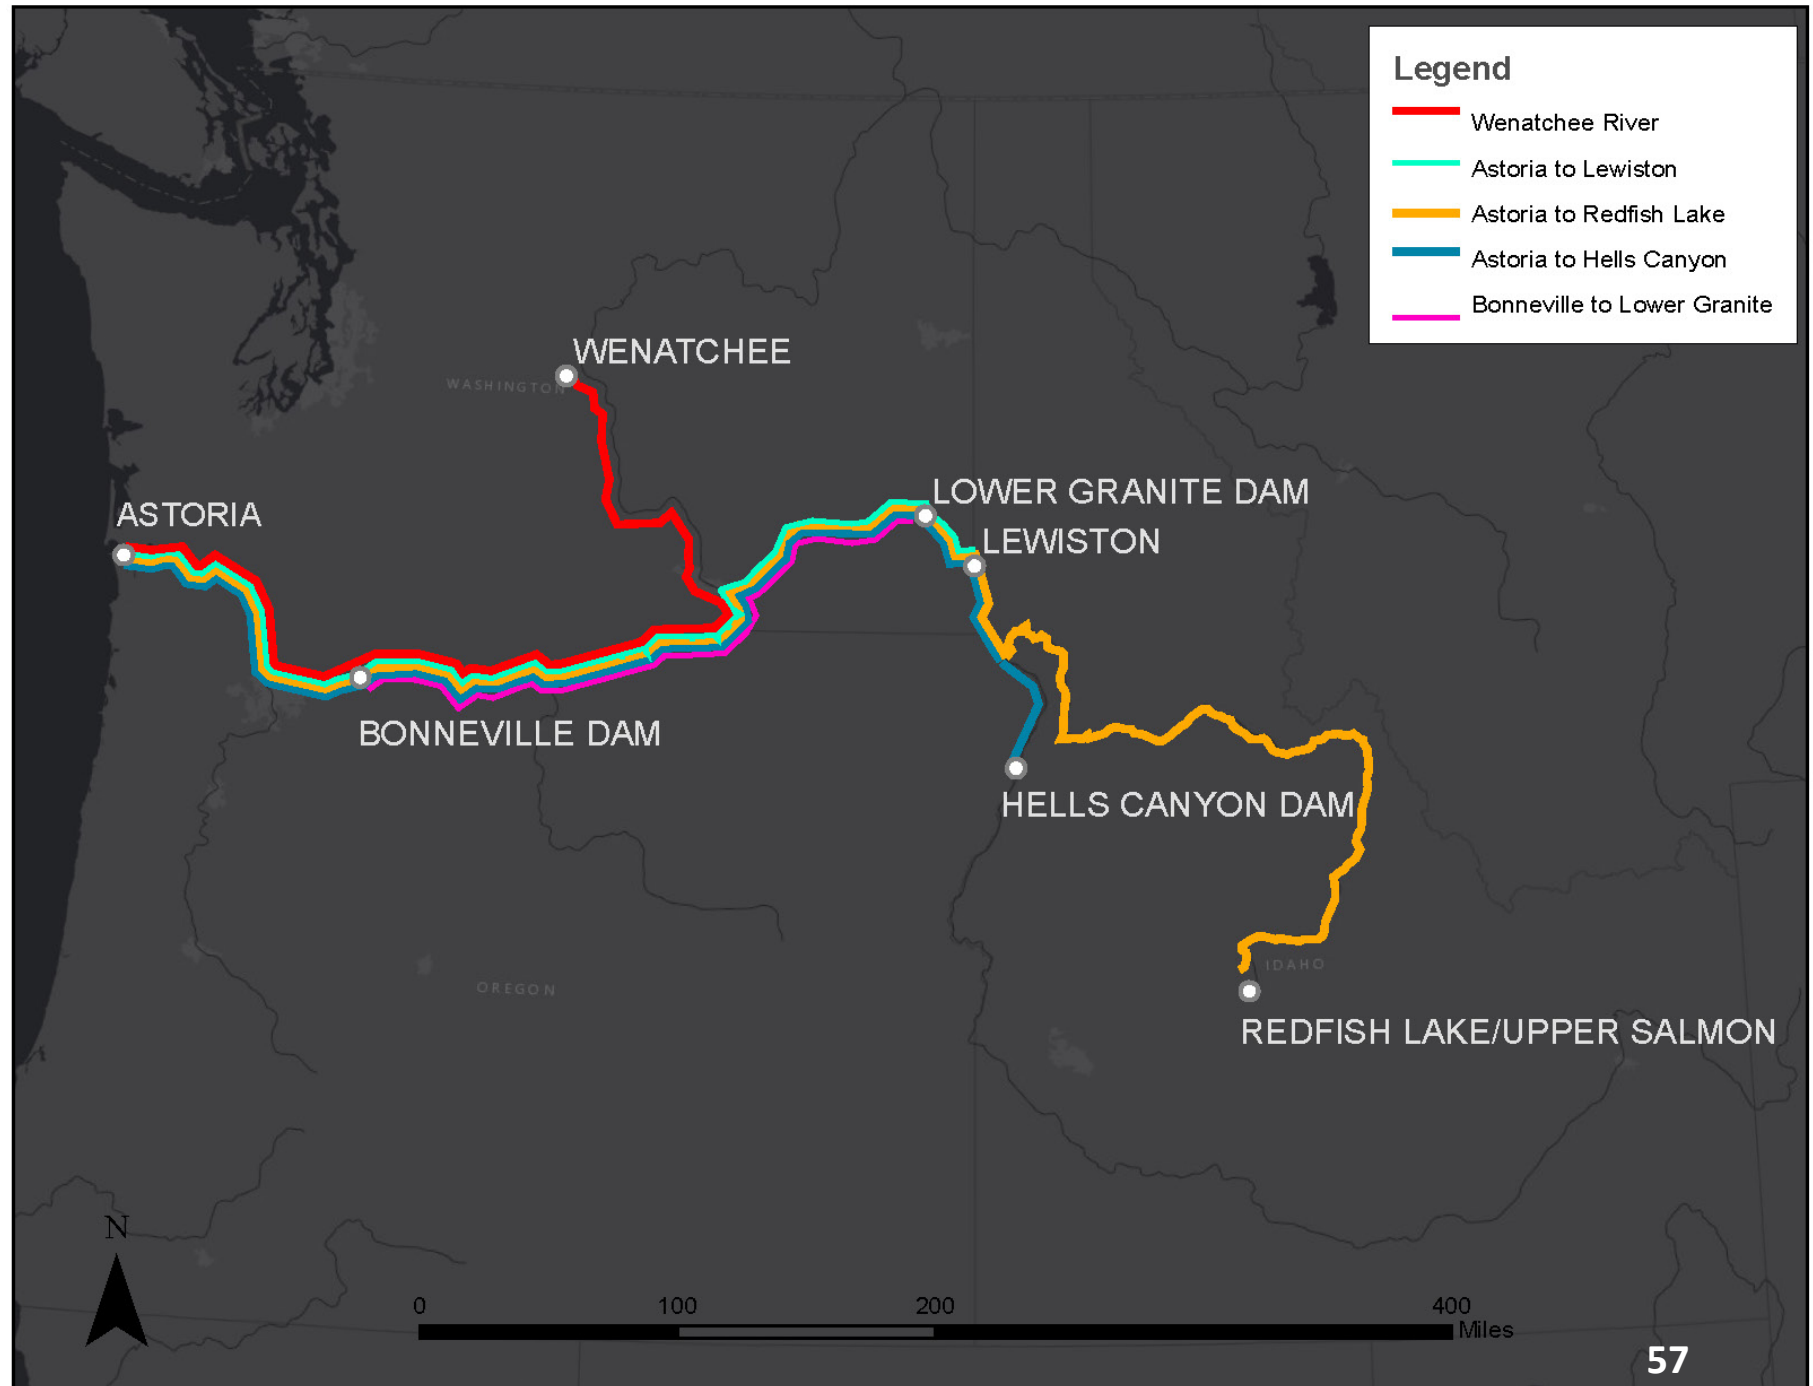 Legend
Wenatchee River
Astoria to Lewiston
Astoria to Redfish Lake
Astoria to Hells Canyon
Bonneville to Lower Granite
WENATCHEE
WASHINGTON
LOWER GRANITE DAM
ASTORIA
LEWISTON
BONNEVILLE DAM
HELLS CANYON DAM
IDAHO
OREGON
REDFISH LAKE/UPPER SALMON
N
0 100 200 400
Miles
57